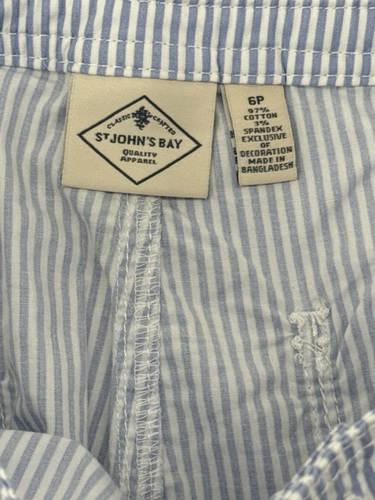 CLASSIC CRAFTED
ST JOHN'S BAY
QUALITY
APPAREL
6P
97%
COTTON
3%
SPANDEX
EXCLUSIVE
OF
DECORATION
MADE IN
BANGLADESH